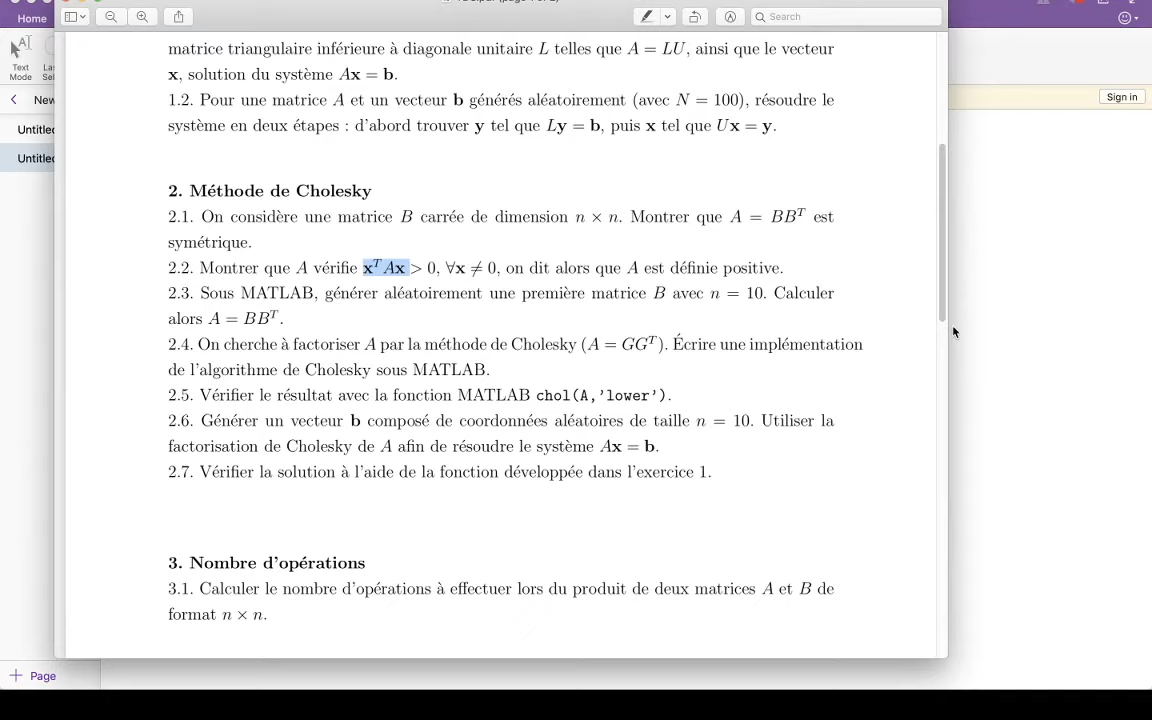 Home
Search
Text
Mode
Las
Sel
New
Sign in
Untitled
Untitled
matrice triangulaire inférieure à diagonale unitaire L telles que A = LU, ainsi que le vecteur
x, solution du système Ax = b.
1.2. Pour une matrice A et un vecteur b générés aléatoirement (avec N = 100), résoudre le
système en deux étapes : d'abord trouver y tel que Ly = b, puis x tel que Ux = y.
2. Méthode de Cholesky
2.1. On considère une matrice B carrée de dimension n × n. Montrer que A = BB^T est
symétrique.
2.2. Montrer que A vérifie x^T Ax > 0, ∀x ≠ 0, on dit alors que A est définie positive.
2.3. Sous MATLAB, générer aléatoirement une première matrice B avec n = 10. Calculer
alors A = BB^T.
2.4. On cherche à factoriser A par la méthode de Cholesky (A = GG^T). Écrire une implémentation
de l'algorithme de Cholesky sous MATLAB.
2.5. Vérifier le résultat avec la fonction MATLAB chol(A,'lower').
2.6. Générer un vecteur b composé de coordonnées aléatoires de taille n = 10. Utiliser la
factorisation de Cholesky de A afin de résoudre le système Ax = b.
2.7. Vérifier la solution à l'aide de la fonction développée dans l'exercice 1.
3. Nombre d'opérations
3.1. Calculer le nombre d'opérations à effectuer lors du produit de deux matrices A et B de
format n × n.
Page